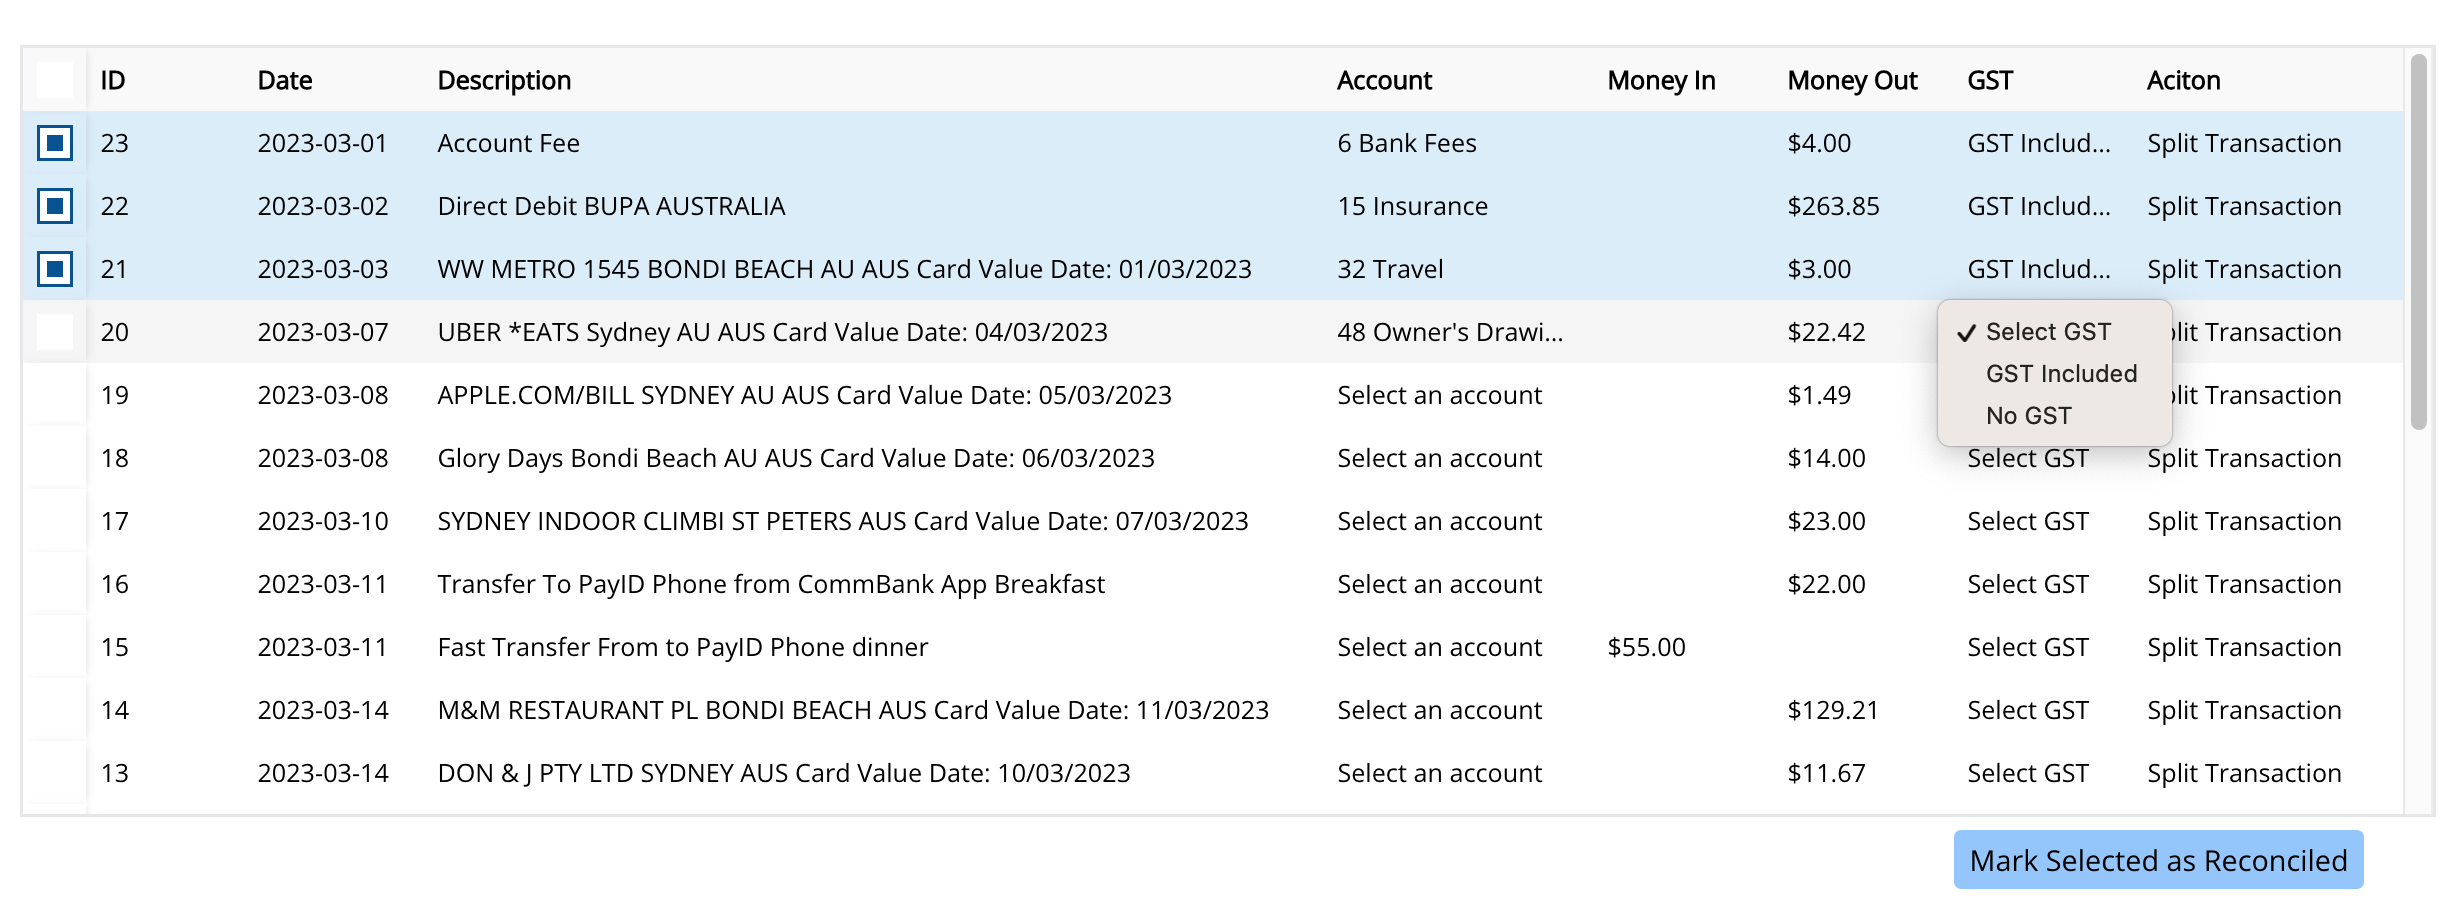 ID Date Description Account Money In Money Out GST Aciton
23 2023-03-01 Account Fee 6 Bank Fees $4.00 GST Includ... Split Transaction
22 2023-03-02 Direct Debit BUPA AUSTRALIA 15 Insurance $263.85 GST Includ... Split Transaction
21 2023-03-03 WW METRO 1545 BONDI BEACH AU AUS Card Value Date: 01/03/2023 32 Travel $3.00 GST Includ... Split Transaction
20 2023-03-07 UBER *EATS Sydney AU AUS Card Value Date: 04/03/2023 48 Owner's Drawi... $22.42 ✓ Select GST plit Transaction
GST Included
19 2023-03-08 APPLE.COM/BILL SYDNEY AU AUS Card Value Date: 05/03/2023 Select an account $1.49 plit Transaction
No GST
18 2023-03-08 Glory Days Bondi Beach AU AUS Card Value Date: 06/03/2023 Select an account $14.00 Select GST Split Transaction
17 2023-03-10 SYDNEY INDOOR CLIMBI ST PETERS AUS Card Value Date: 07/03/2023 Select an account $23.00 Select GST Split Transaction
16 2023-03-11 Transfer To PayID Phone from CommBank App Breakfast Select an account $22.00 Select GST Split Transaction
15 2023-03-11 Fast Transfer From to PayID Phone dinner Select an account $55.00 Select GST Split Transaction
14 2023-03-14 M&M RESTAURANT PL BONDI BEACH AUS Card Value Date: 11/03/2023 Select an account $129.21 Select GST Split Transaction
13 2023-03-14 DON & J PTY LTD SYDNEY AUS Card Value Date: 10/03/2023 Select an account $11.67 Select GST Split Transaction
Mark Selected as Reconciled